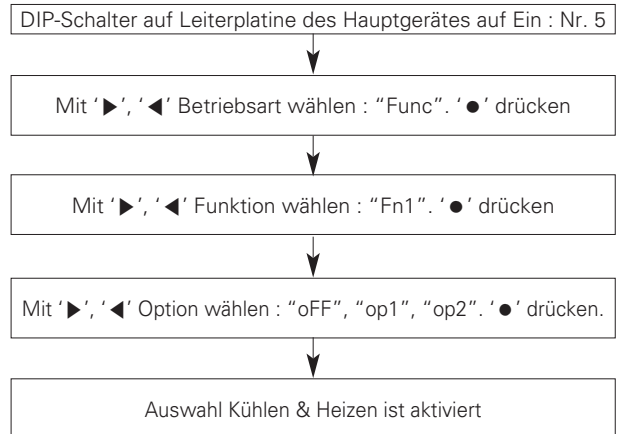 DIP-Schalter auf Leiterplatine des Hauptgerätes auf Ein : Nr. 5
Mit ‘▶’, ‘◀’ Betriebsart wählen : “Func”. ‘●’ drücken
Mit ‘▶’, ‘◀’ Funktion wählen : “Fn1”. ‘●’ drücken
Mit ‘▶’, ‘◀’ Option wählen : “oFF”, “op1”, “op2”. ‘●’ drücken.
Auswahl Kühlen & Heizen ist aktiviert